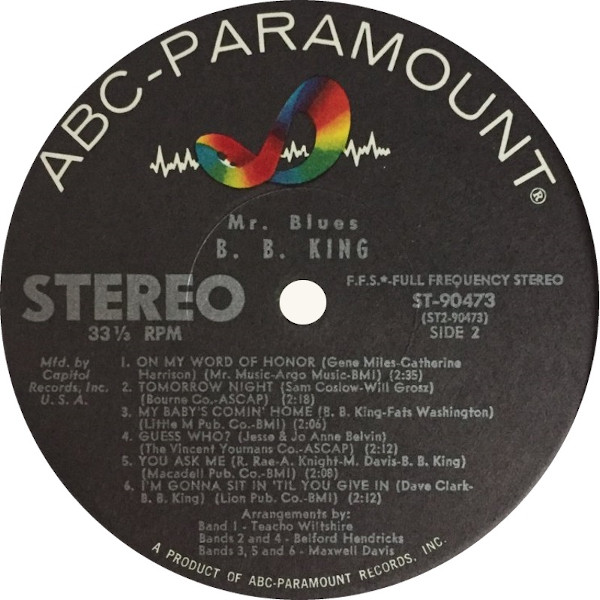 ABC-PARAMOUNT®
Mr. Blues
B. B. KING
STEREO
33 ⅓ RPM
F.F.S.*-FULL FREQUENCY STEREO
ST-90473
(ST2-90473)
SIDE 2
Mfd. by
Capitol
Records, Inc.
U. S. A.
1. ON MY WORD OF HONOR (Gene Miles-Catherine
Harrison) (Mr. Music-Argo Music-BMI) (2:35)
2. TOMORROW NIGHT (Sam Coslow-Will Grosz)
(Bourne Co.-ASCAP) (2:18)
3. MY BABY'S COMIN' HOME (B. B. King-Fats Washington)
(Little M Pub. Co.-BMI) (2:06)
4. GUESS WHO? (Jesse & Jo Anne Belvin)
(The Vincent Youmans Co.-ASCAP) (2:12)
5. YOU ASK ME (R. Rae-A. Knight-M. Davis-B. B. King)
(Macadell Pub. Co.-BMI) (2:08)
6. I'M GONNA SIT IN 'TIL YOU GIVE IN (Dave Clark-
B. B. King) (Lion Pub. Co.-BMI) (2:12)
Arrangements by:
Band 1 - Teacho Wiltshire
Bands 2 and 4 - Belford Hendricks
Bands 3, 5 and 6 - Maxwell Davis
A PRODUCT OF ABC-PARAMOUNT RECORDS, INC.